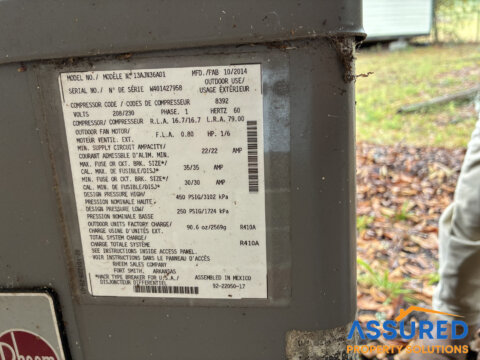 MODEL NO./ MODÈLE N° 13AJN36A01 MFD./FAB 10/2014
SERIAL NO./ N° DE SÉRIE W401427958 OUTDOOR USE/
USAGE EXTÉRIEUR
COMPRESSOR CODE / CODES DE COMPRESSEUR 8392
VOLTS 208/230 PHASE. 1 HERTZ 60
COMPRESSOR/ COMPRESSEUR R.L.A. 16.7/16.7 L.R.A. 79.00
OUTDOOR FAN MOTOR/ F.L.A. 0.80 HP. 1/6
MOTEUR VENTIL. EXT.
MIN. SUPPLY CIRCUIT AMPACITY/ 22/22 AMP
COURANT ADMISSIBLE D'ALIM. MIN.
MAX. FUSE OR CKT. BRK. SIZE*/ 35/35 AMP
CAL. MAX. DE FUSIBLE/DISJ*
MIN. FUSE OR CKT. BRK. SIZE*/ 30/30 AMP
CAL. MIN. DE FUSIBLE/DISJ*
DESIGN PRESSURE HIGH/ 450 PSIG/3102 kPA
PRESSION NOMINALE HAUTE
DESIGN PRESSURE LOW/ 250 PSIG/1724 kPA
PRESSION NOMINALE BASSE
OUTDOOR UNITS FACTORY CHARGE/ 90.6 oz/2569g R410A
CHARGE USINE D'UNITÉS EXT.
TOTAL SYSTEM CHARGE/ R410A
CHARGE TOTALE SYSTÈME
SEE INSTRUCTIONS INSIDE ACCESS PANEL
VOIR INSTRUCTIONS DANS LE PANNEAU D'ACCÈS
RHEEM SALES COMPANY
FORT SMITH, ARKANSAS
*HACR TYPE BREAKER FOR U.S.A/ ASSEMBLED IN MEXICO
DISJONCTEUR DIFFERENTIEL
92-22050-17
Rheem
ASSURED
PROPERTY SOLUTIONS